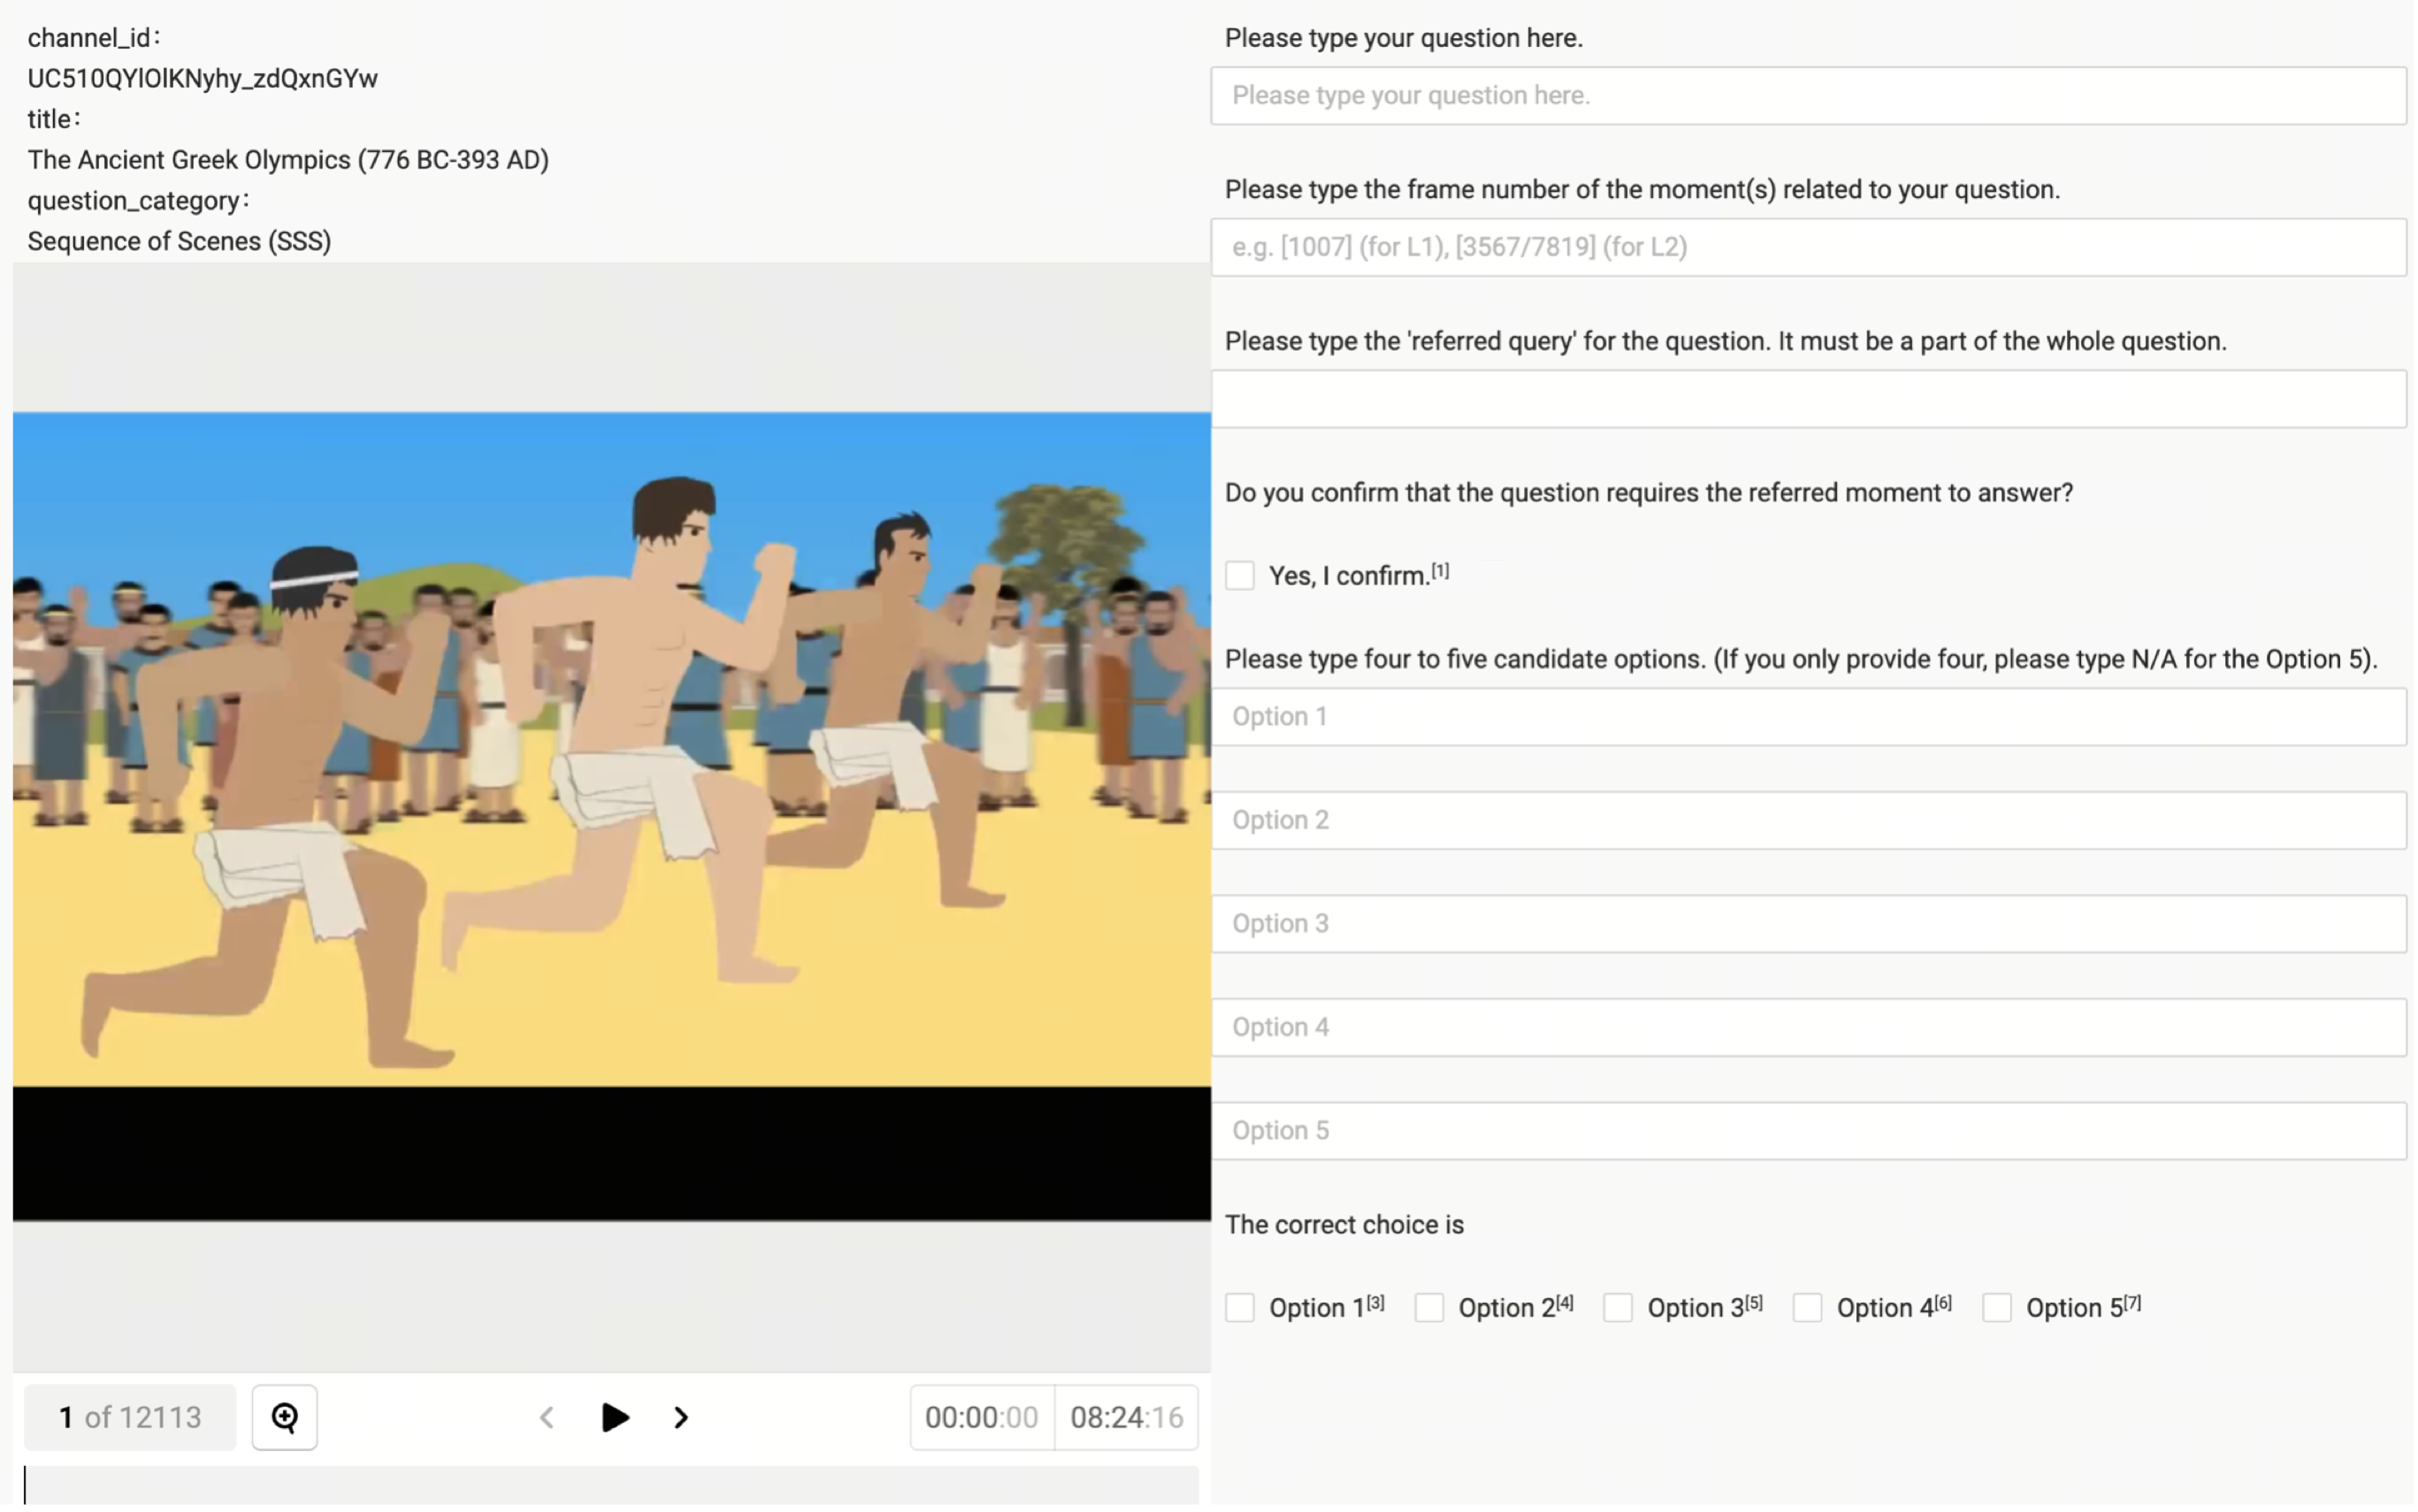 channel_id:
UC510QYlOlKNyhy_zdQxnGYw
title:
The Ancient Greek Olympics (776 BC-393 AD)
question_category:
Sequence of Scenes (SSS)
1 of 12113
00:00:00
08:24:16
Please type your question here.
Please type your question here.
Please type the frame number of the moment(s) related to your question.
e.g. [1007] (for L1), [3567/7819] (for L2)
Please type the 'referred query' for the question. It must be a part of the whole question.
Do you confirm that the question requires the referred moment to answer?
Yes, I confirm.[1]
Please type four to five candidate options. (If you only provide four, please type N/A for the Option 5).
Option 1
Option 2
Option 3
Option 4
Option 5
The correct choice is
Option 1[3] Option 2[4] Option 3[5] Option 4[6] Option 5[7]